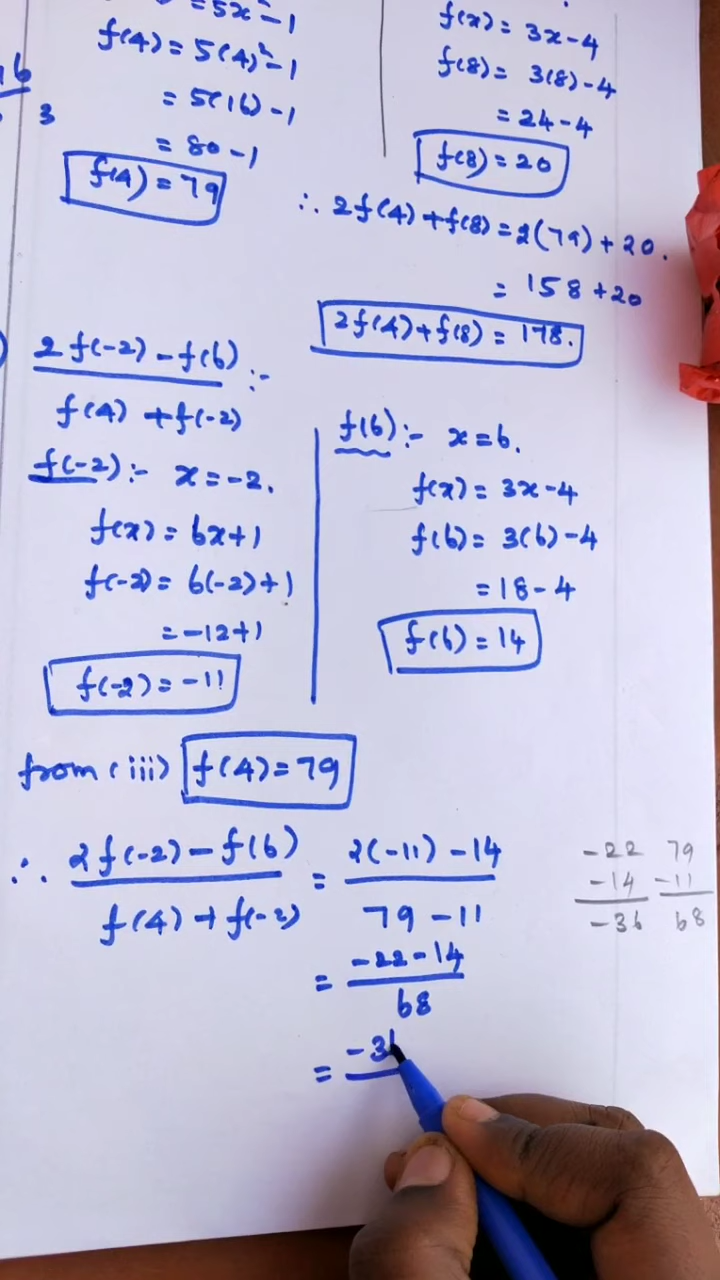 = 5x² - 1
f(4) = 5(4)² - 1
= 5(16) - 1
= 80 - 1
f(4) = 79
3
f(x) = 3x - 4
f(8) = 3(8) - 4
= 24 - 4
f(8) = 20
∴ 2f(4) + f(8) = 2(79) + 20.
= 158 + 20
2f(4) + f(8) = 178.
) 2f(-2) - f(6) :-
f(4) + f(-2)
f(-2) :- x = -2.
f(x) = 6x + 1
f(-2) = 6(-2) + 1
= -12 + 1
f(-2) = -11
f(6) :- x = 6.
f(x) = 3x - 4
f(6) = 3(6) - 4
= 18 - 4
f(6) = 14
from (iii) f(4) = 79
∴ 2f(-2) - f(6) = 2(-11) - 14
f(4) + f(-2) 79 - 11
= -22 - 14
68
= -3
-22 79
-14 -11
-36 68